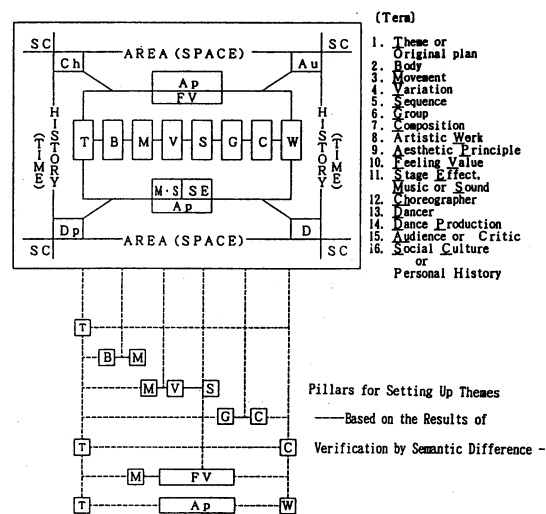 (Term)
SC AREA (SPACE) SC
Ch Au
Ap
FV
HISTORY (TIME)
T B M V S G C W
HISTORY (TIME)
M・S SE
Ap
Dp D
SC AREA (SPACE) SC
1. Theme or
Original plan
2. Body
3. Movement
4. Variation
5. Sequence
6. Group
7. Composition
8. Artistic Work
9. Aesthetic Principle
10. Feeling Value
11. Stage Effect,
Music or Sound
12. Choreographer
13. Dancer
14. Dance Production
15. Audience or Critic
16. Social Culture
or
Personal History
T
B M
M V S
G C
T C
M FV
T Ap W
Pillars for Setting Up Themes
——Based on the Results of
Verification by Semantic Difference -